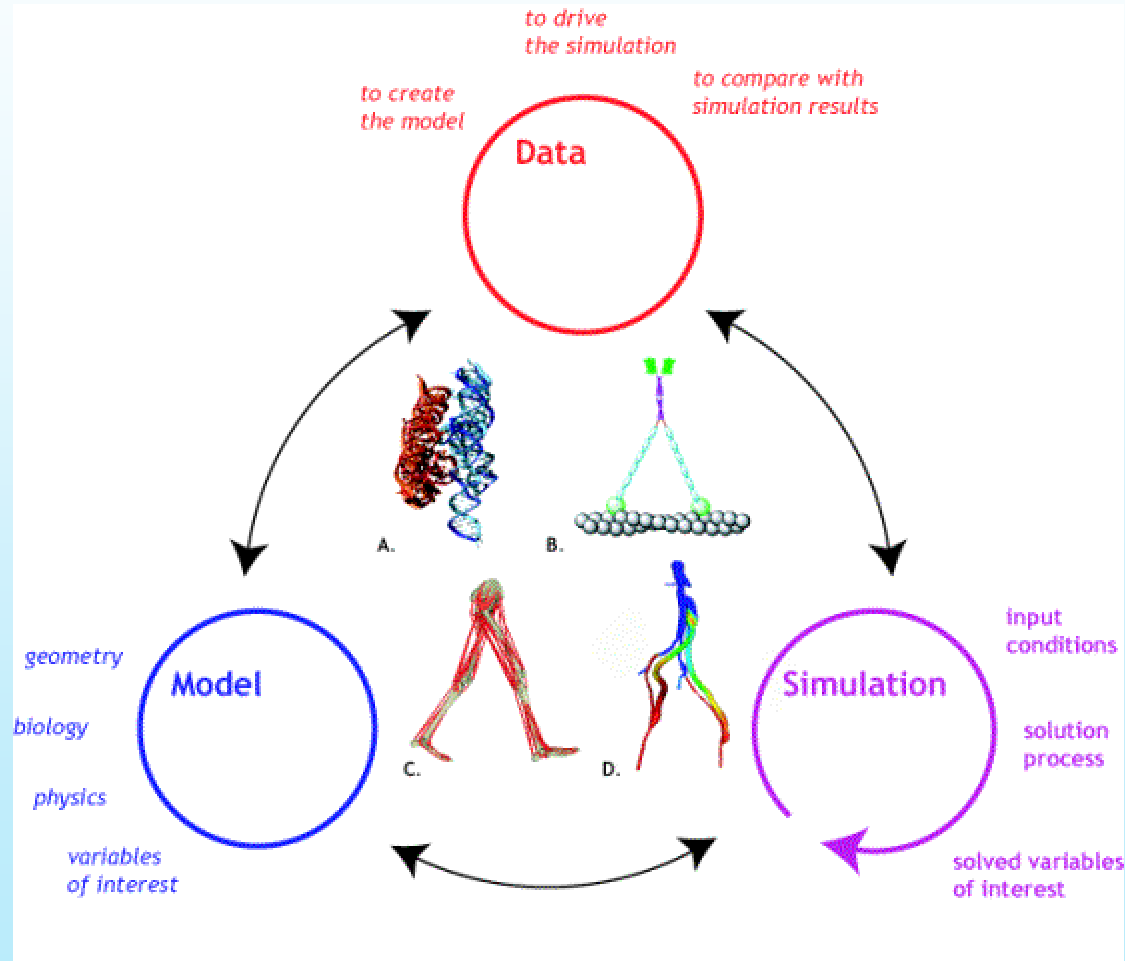 to drive
the simulation
to create
the model
to compare with
simulation results
Data
A.
B.
geometry
biology
physics
variables
of interest
Model
C.
D.
Simulation
input
conditions
solution
process
solved variables
of interest